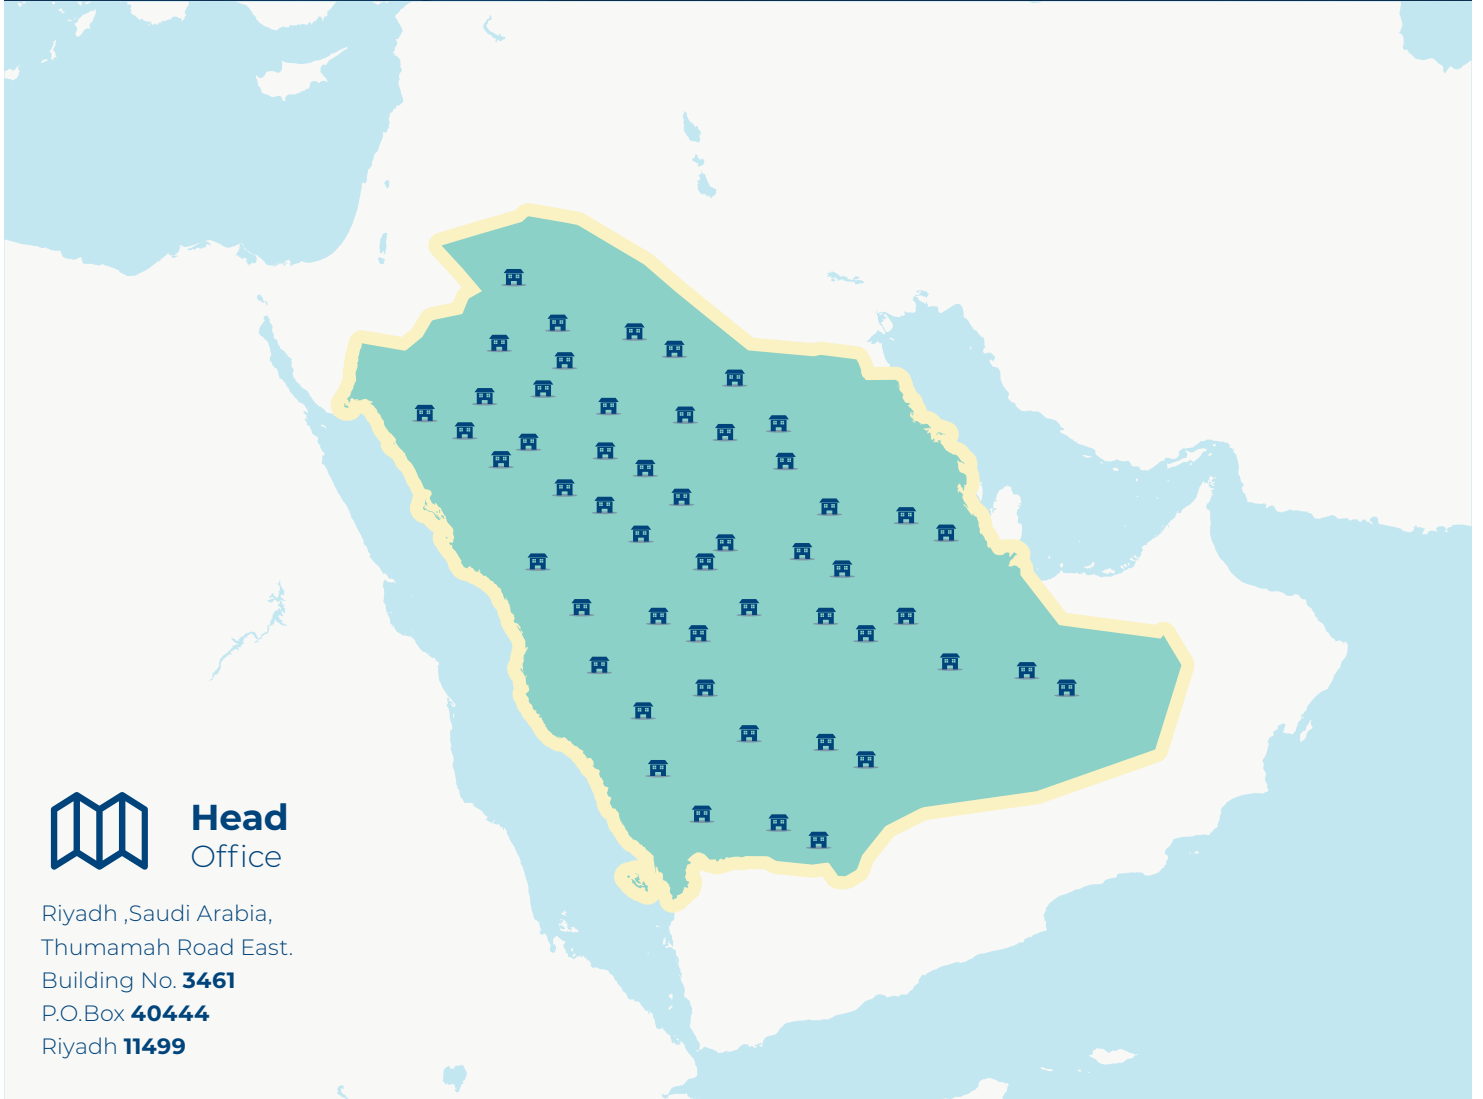 Head
Office
Riyadh ,Saudi Arabia,
Thumamah Road East.
Building No. 3461
P.O.Box 40444
Riyadh 11499